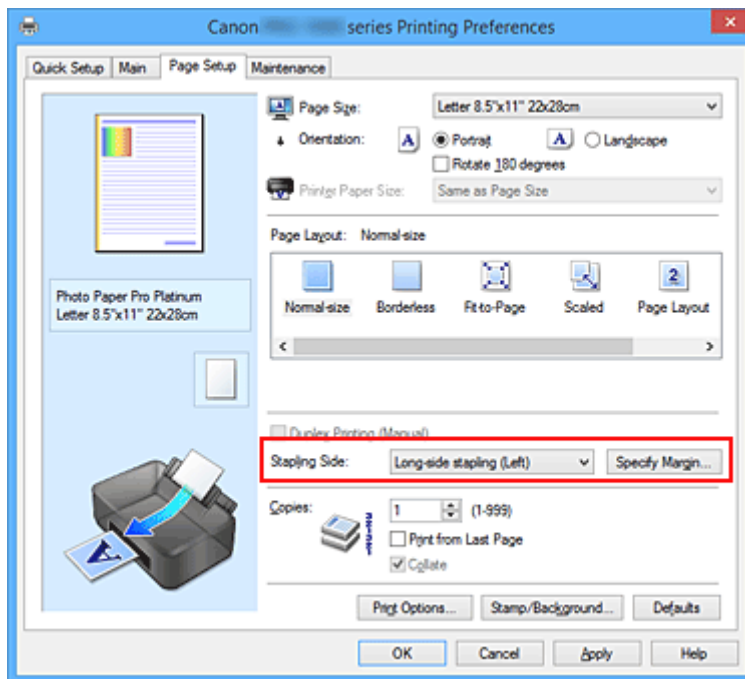 Canon series Printing Preferences
Quick Setup Main Page Setup Maintenance
Page Size: Letter 8.5"x11" 22x28cm
Orientation: A Portrait A Landscape
Rotate 180 degrees
Printer Paper Size: Same as Page Size
Page Layout: Normal-size
Normal-size Borderless Fit-to-Page Scaled 2 Page Layout
Photo Paper Pro Platinum
Letter 8.5"x11" 22x28cm
Duplex Printing (Manual)
Stapling Side: Long-side stapling (Left) Specify Margin...
Copies: 1 (1-999)
Print from Last Page
Collate
A
Print Options... Stamp/Background... Defaults
OK Cancel Apply Help